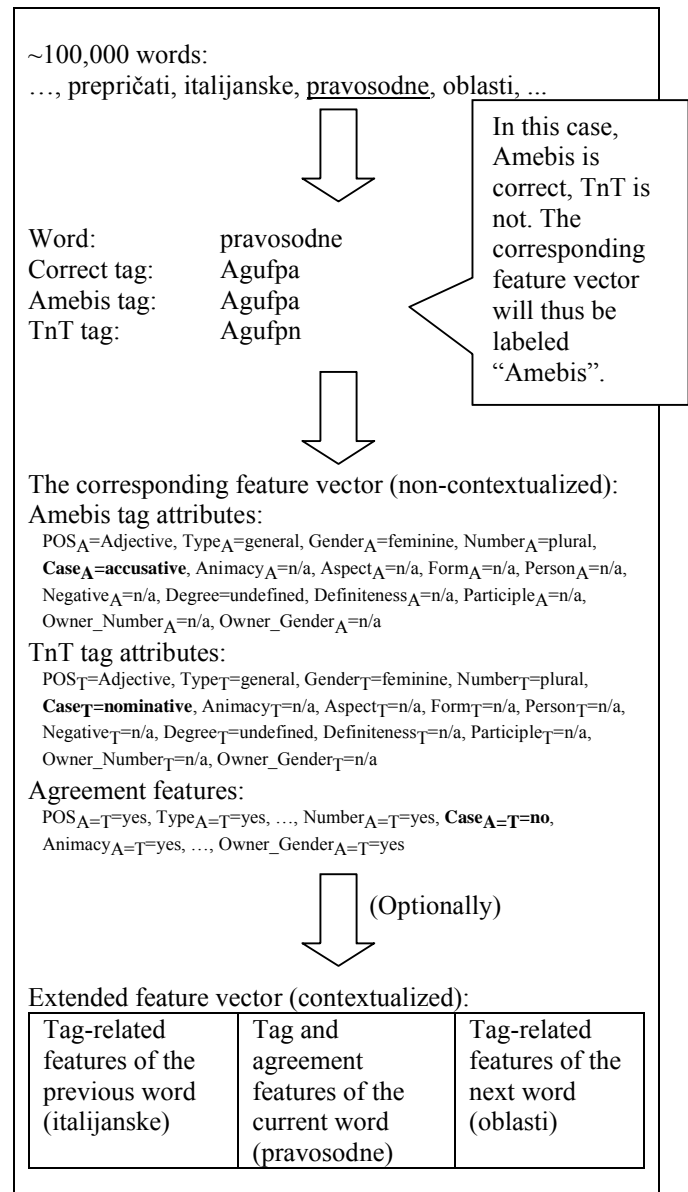 ~100,000 words:
…, prepričati, italijanske, pravosodne, oblasti, ...
In this case,
Amebis is
correct, TnT is
not. The
corresponding
feature vector
will thus be
labeled
“Amebis”.
Word: pravosodne
Correct tag: Agufpa
Amebis tag: Agufpa
TnT tag: Agufpn
The corresponding feature vector (non-contextualized):
Amebis tag attributes:
POSA=Adjective, TypeA=general, GenderA=feminine, NumberA=plural,
CaseA=accusative, AnimacyA=n/a, AspectA=n/a, FormA=n/a, PersonA=n/a,
NegativeA=n/a, Degree=undefined, DefinitenessA=n/a, ParticipleA=n/a,
Owner_NumberA=n/a, Owner_GenderA=n/a
TnT tag attributes:
POST=Adjective, TypeT=general, GenderT=feminine, NumberT=plural,
CaseT=nominative, AnimacyT=n/a, AspectT=n/a, FormT=n/a, PersonT=n/a,
NegativeT=n/a, DegreeT=undefined, DefinitenessT=n/a, ParticipleT=n/a,
Owner_NumberT=n/a, Owner_GenderT=n/a
Agreement features:
POSA=T=yes, TypeA=T=yes, …, NumberA=T=yes, CaseA=T=no,
AnimacyA=T=yes, …, Owner_GenderA=T=yes
(Optionally)
Extended feature vector (contextualized):
Tag-related
features of the
previous word
(italijanske)
Tag and
agreement
features of the
current word
(pravosodne)
Tag-related
features of the
next word
(oblasti)